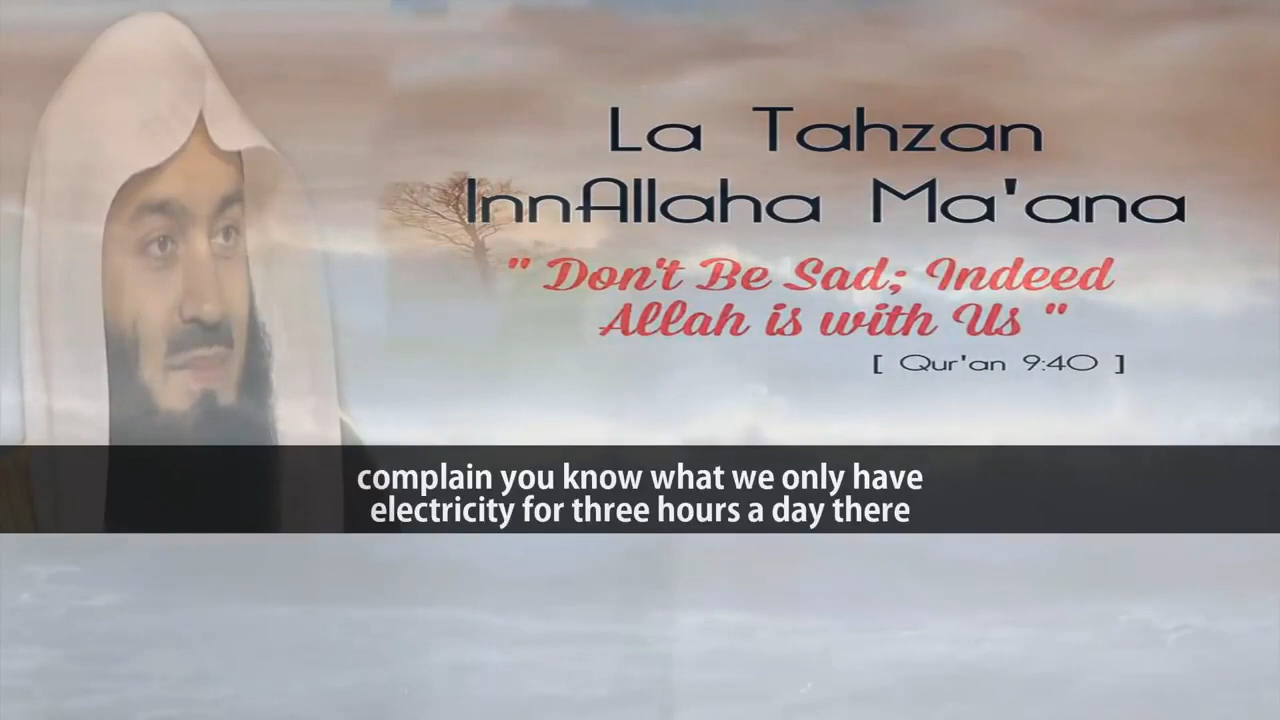 La Tahzan
InnAllaha Ma'ana
" Don't Be Sad; Indeed
Allah is with Us "
[ Qur'an 9:40 ]
complain you know what we only have
electricity for three hours a day there